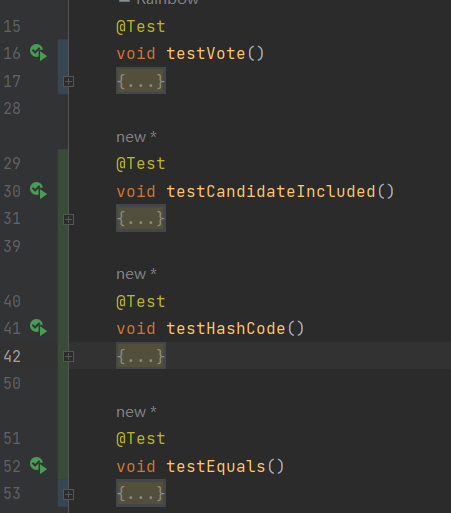 Rainbow
15 @Test
16 void testVote()
17 {...}
28
new *
29 @Test
30 void testCandidateIncluded()
31 {...}
39
new *
40 @Test
41 void testHashCode()
42 {...}
50
new *
51 @Test
52 void testEquals()
53 {...}